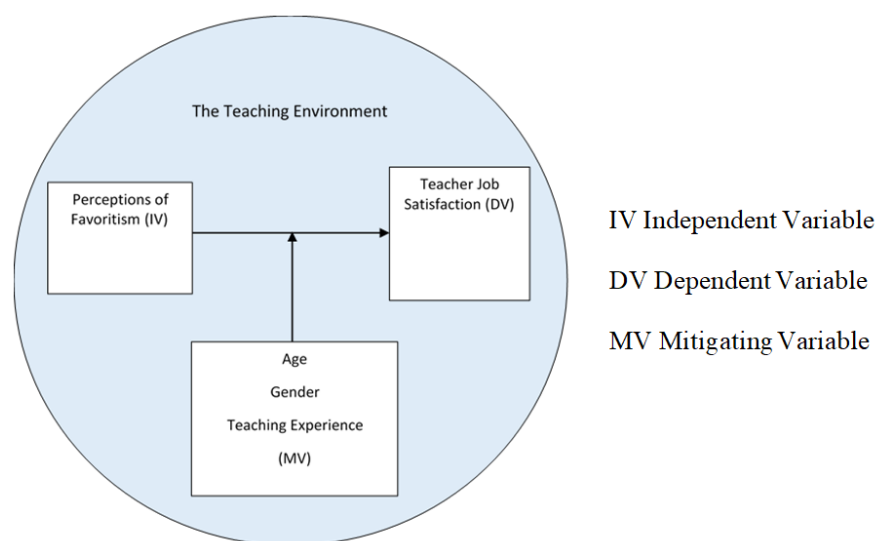 The Teaching Environment
Perceptions of
Favoritism (IV)
Teacher Job
Satisfaction (DV)
Age
Gender
Teaching Experience
(MV)
IV Independent Variable
DV Dependent Variable
MV Mitigating Variable